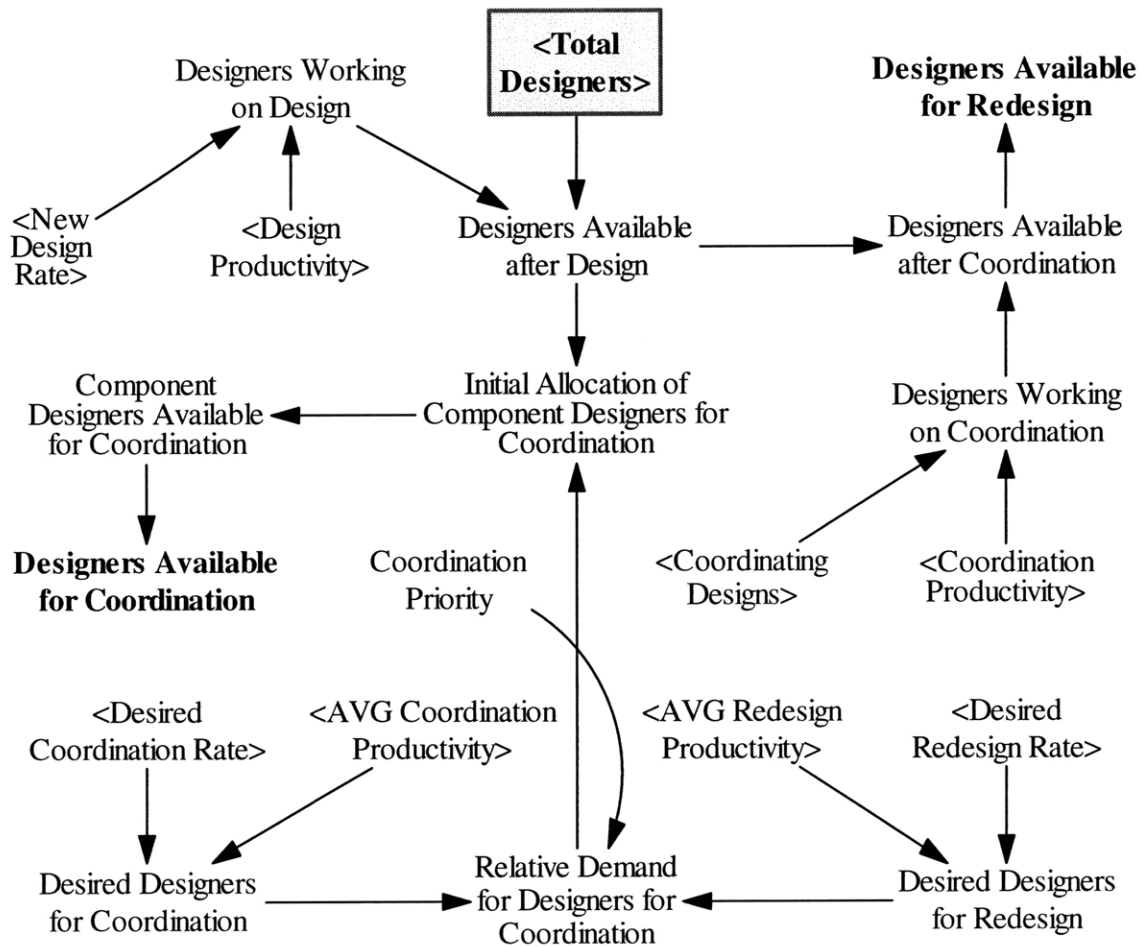 <Total
Designers>
Designers Working
on Design
Designers Available
for Redesign
<New
Design
Rate>
<Design
Productivity>
Designers Available
after Design
Designers Available
after Coordination
Component
Designers Available
for Coordination
Initial Allocation of
Component Designers for
Coordination
Designers Working
on Coordination
Designers Available
for Coordination
Coordination
Priority
<Coordinating
Designs>
<Coordination
Productivity>
<Desired
Coordination Rate>
<AVG Coordination
Productivity>
<AVG Redesign
Productivity>
<Desired
Redesign Rate>
Desired Designers
for Coordination
Relative Demand
for Designers for
Coordination
Desired Designers
for Redesign